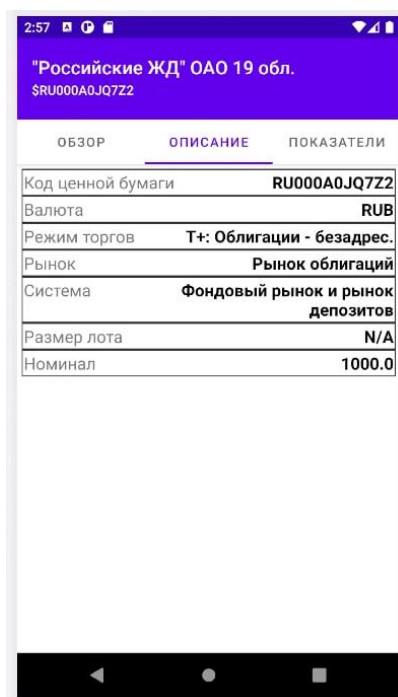 2:57
"Российские ЖД" ОАО 19 обл.
$RU000A0JQ7Z2
ОБЗОР ОПИСАНИЕ ПОКАЗАТЕЛИ
Код ценной бумаги RU000A0JQ7Z2
Валюта RUB
Режим торгов Т+: Облигации - безадрес.
Рынок Рынок облигаций
Система Фондовый рынок и рынок
депозитов
Размер лота N/A
Номинал 1000.0